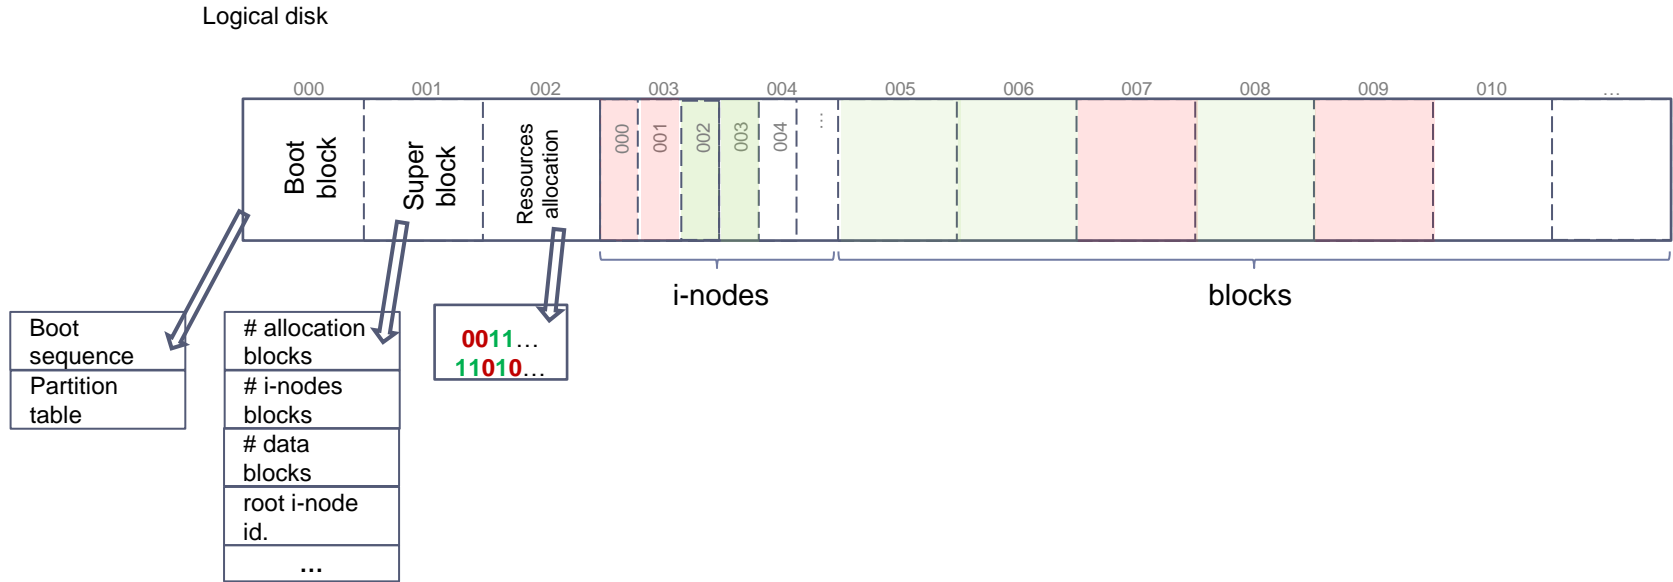 Logical disk
000 001 002 003 004 005 006 007 008 009 010 ...
Boot
block
Super
block
Resources
allocation
000
001
002
003
004
...
i-nodes
blocks
Boot
sequence
Partition
table
# allocation
blocks
# i-nodes
blocks
# data
blocks
root i-node
id.
...
0011...
11010...